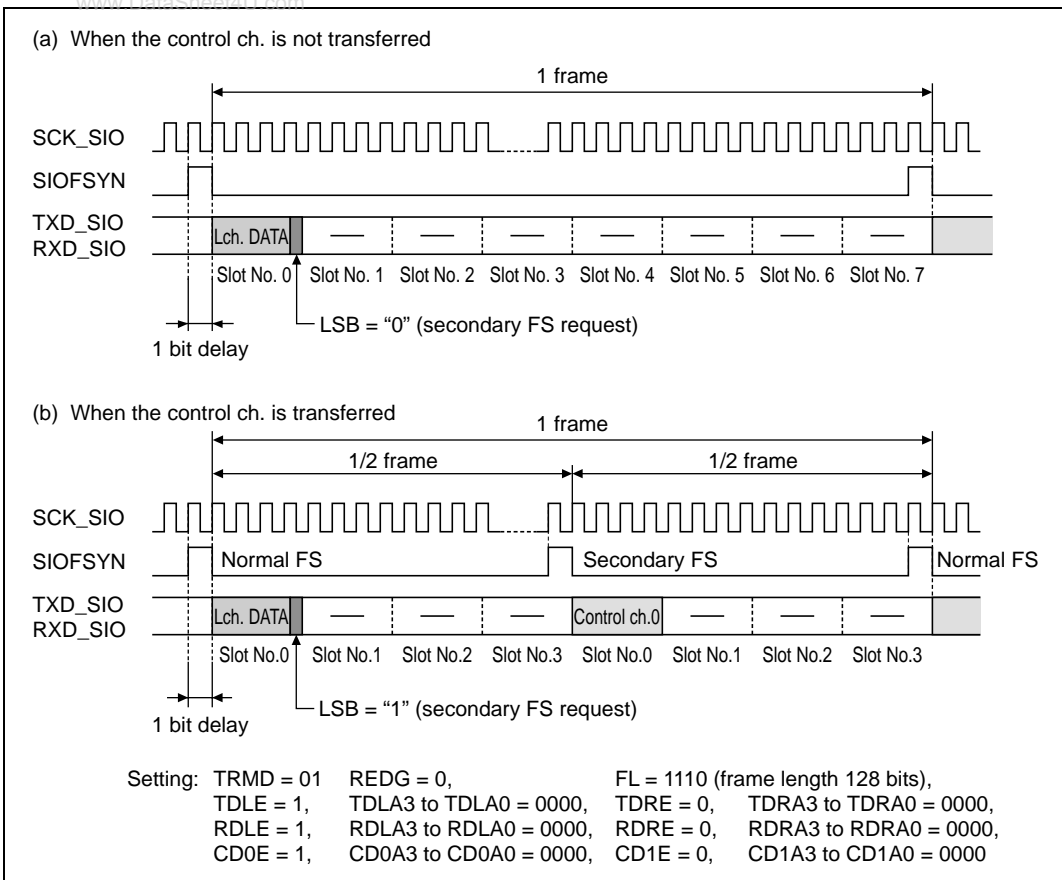 www.DataSheet4U.com
(a) When the control ch. is not transferred
1 frame
SCK_SIO
SIOFSYN
TXD_SIO
RXD_SIO
Lch. DATA
Slot No. 0 Slot No. 1 Slot No. 2 Slot No. 3 Slot No. 4 Slot No. 5 Slot No. 6 Slot No. 7
LSB = “0” (secondary FS request)
1 bit delay
(b) When the control ch. is transferred
1 frame
1/2 frame 1/2 frame
SCK_SIO
SIOFSYN Normal FS Secondary FS Normal FS
TXD_SIO
RXD_SIO
Lch. DATA Control ch.0
Slot No.0 Slot No.1 Slot No.2 Slot No.3 Slot No.0 Slot No.1 Slot No.2 Slot No.3
LSB = “1” (secondary FS request)
1 bit delay
Setting: TRMD = 01 REDG = 0, FL = 1110 (frame length 128 bits),
TDLE = 1, TDLA3 to TDLA0 = 0000, TDRE = 0, TDRA3 to TDRA0 = 0000,
RDLE = 1, RDLA3 to RDLA0 = 0000, RDRE = 0, RDRA3 to RDRA0 = 0000,
CD0E = 1, CD0A3 to CD0A0 = 0000, CD1E = 0, CD1A3 to CD1A0 = 0000